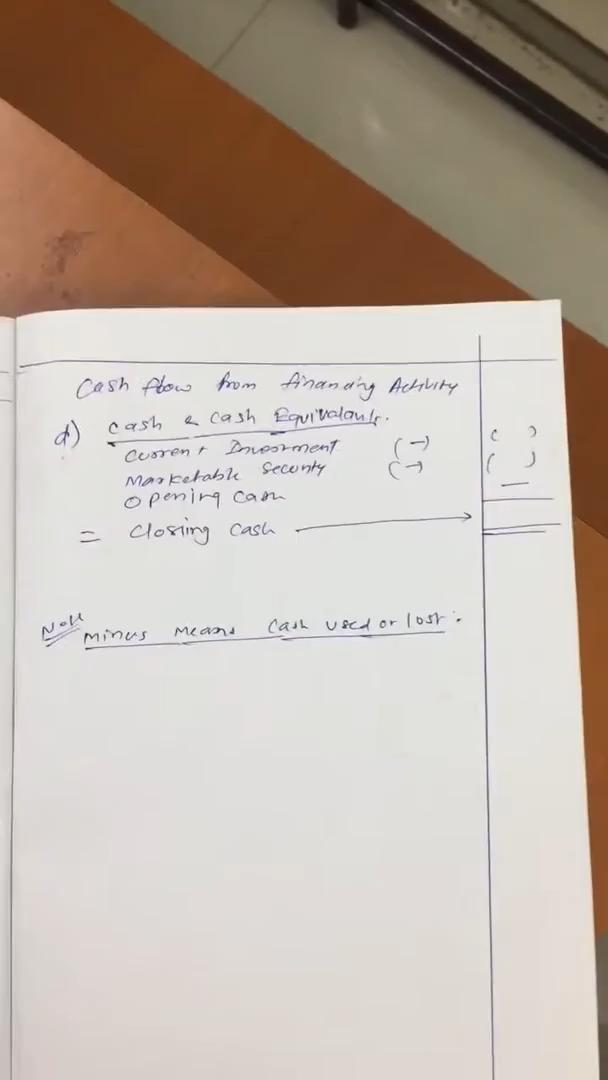 Cash flow from financing Activity
d) Cash & Cash Equivalents.
Current Investment (-) ( )
Marketable Security (-) ( )
Opening Cash —
= Closing Cash →
Note Minus Means Cash used or lost :